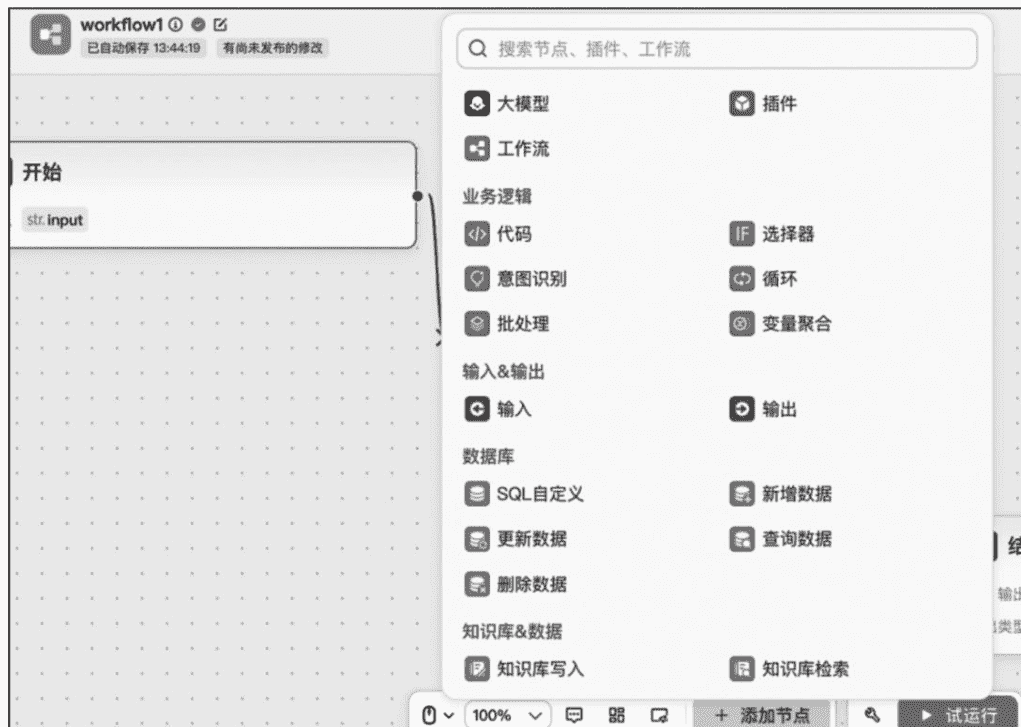 workflow1
已自动保存 13:44:19 有尚未发布的修改
开始
str. input
搜索节点、插件、工作流
大模型 插件
工作流
业务逻辑
代码 IF 选择器
意图识别 循环
批处理 变量聚合
输入&输出
输入 输出
数据库
SQL自定义 新增数据
更新数据 查询数据
删除数据
知识库&数据
知识库写入 知识库检索
结
输出
类型
100% 添加节点 试运行